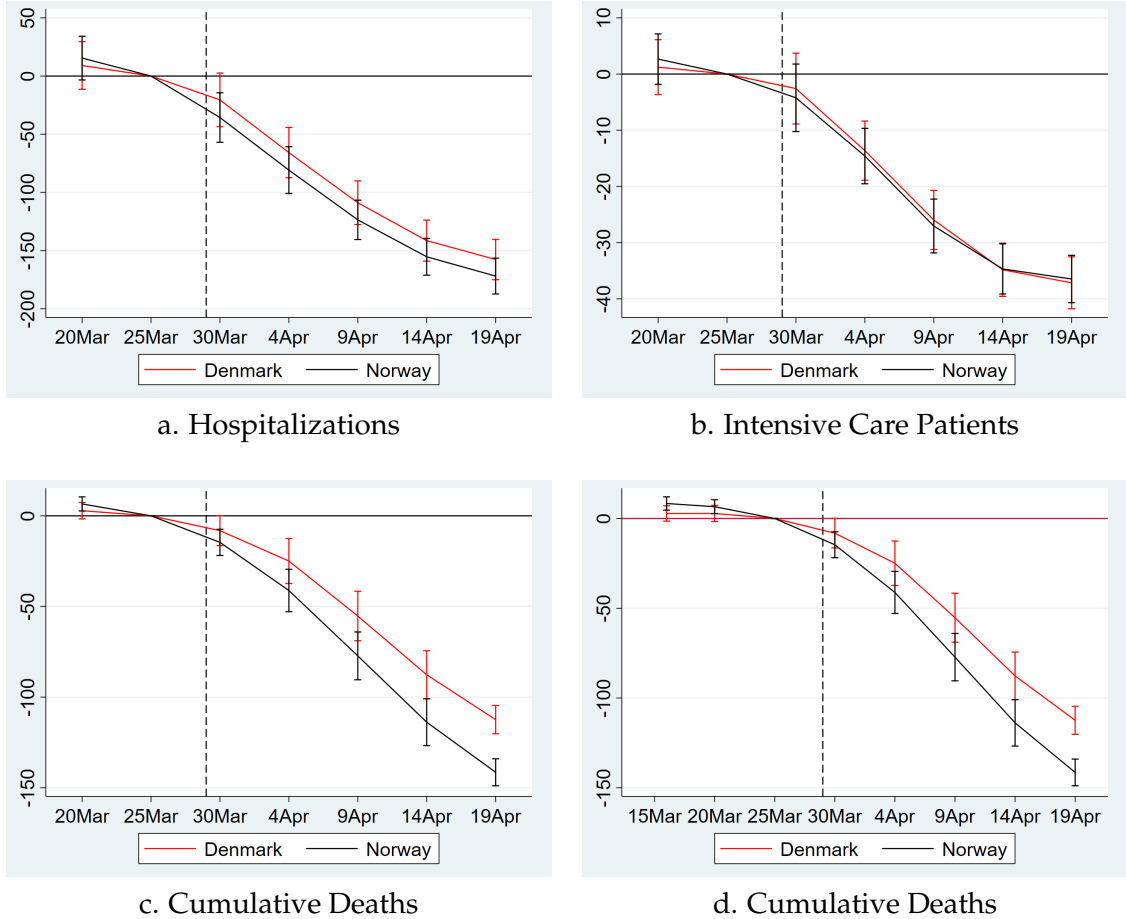 50
0
-50
-100
-150
-200
20Mar 25Mar 30Mar 4Apr 9Apr 14Apr 19Apr
Denmark Norway
a. Hospitalizations
0
-10
-20
-30
-40
20Mar 25Mar 30Mar 4Apr 9Apr 14Apr 19Apr
Denmark Norway
b. Intensive Care Patients
0
-50
-100
-150
20Mar 25Mar 30Mar 4Apr 9Apr 14Apr 19Apr
Denmark Norway
c. Cumulative Deaths
0
-50
-100
-150
15Mar 20Mar 25Mar 30Mar 4Apr 9Apr 14Apr 19Apr
Denmark Norway
d. Cumulative Deaths